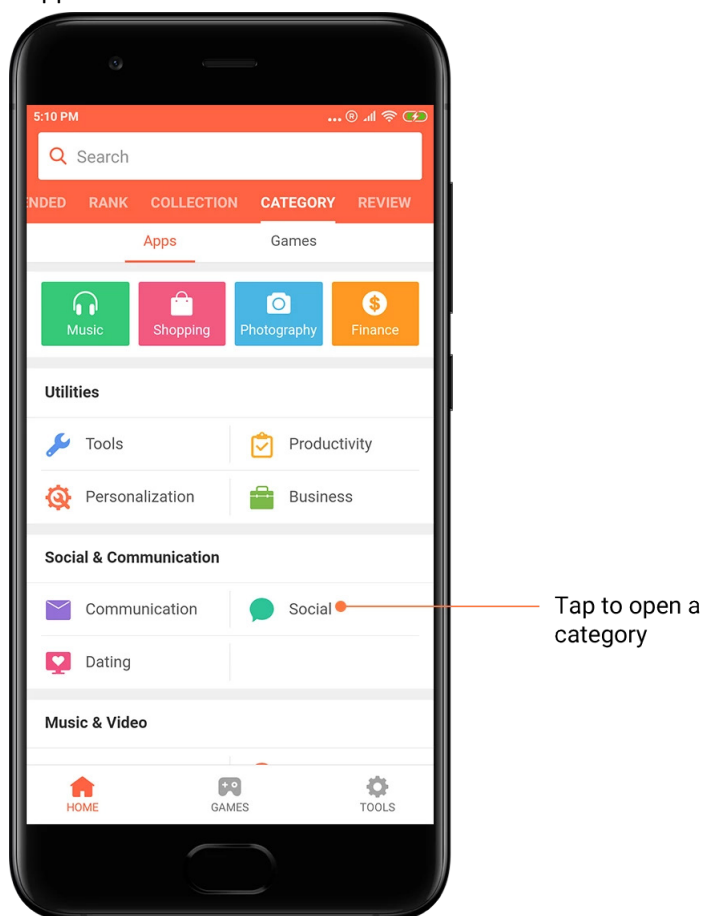 5:10 PM
Search
ENDED RANK COLLECTION CATEGORY REVIEW
Apps Games
Music Shopping Photography Finance
Utilities
Tools Productivity
Personalization Business
Social & Communication
Communication Social
Tap to open a
category
Dating
Music & Video
HOME GAMES TOOLS